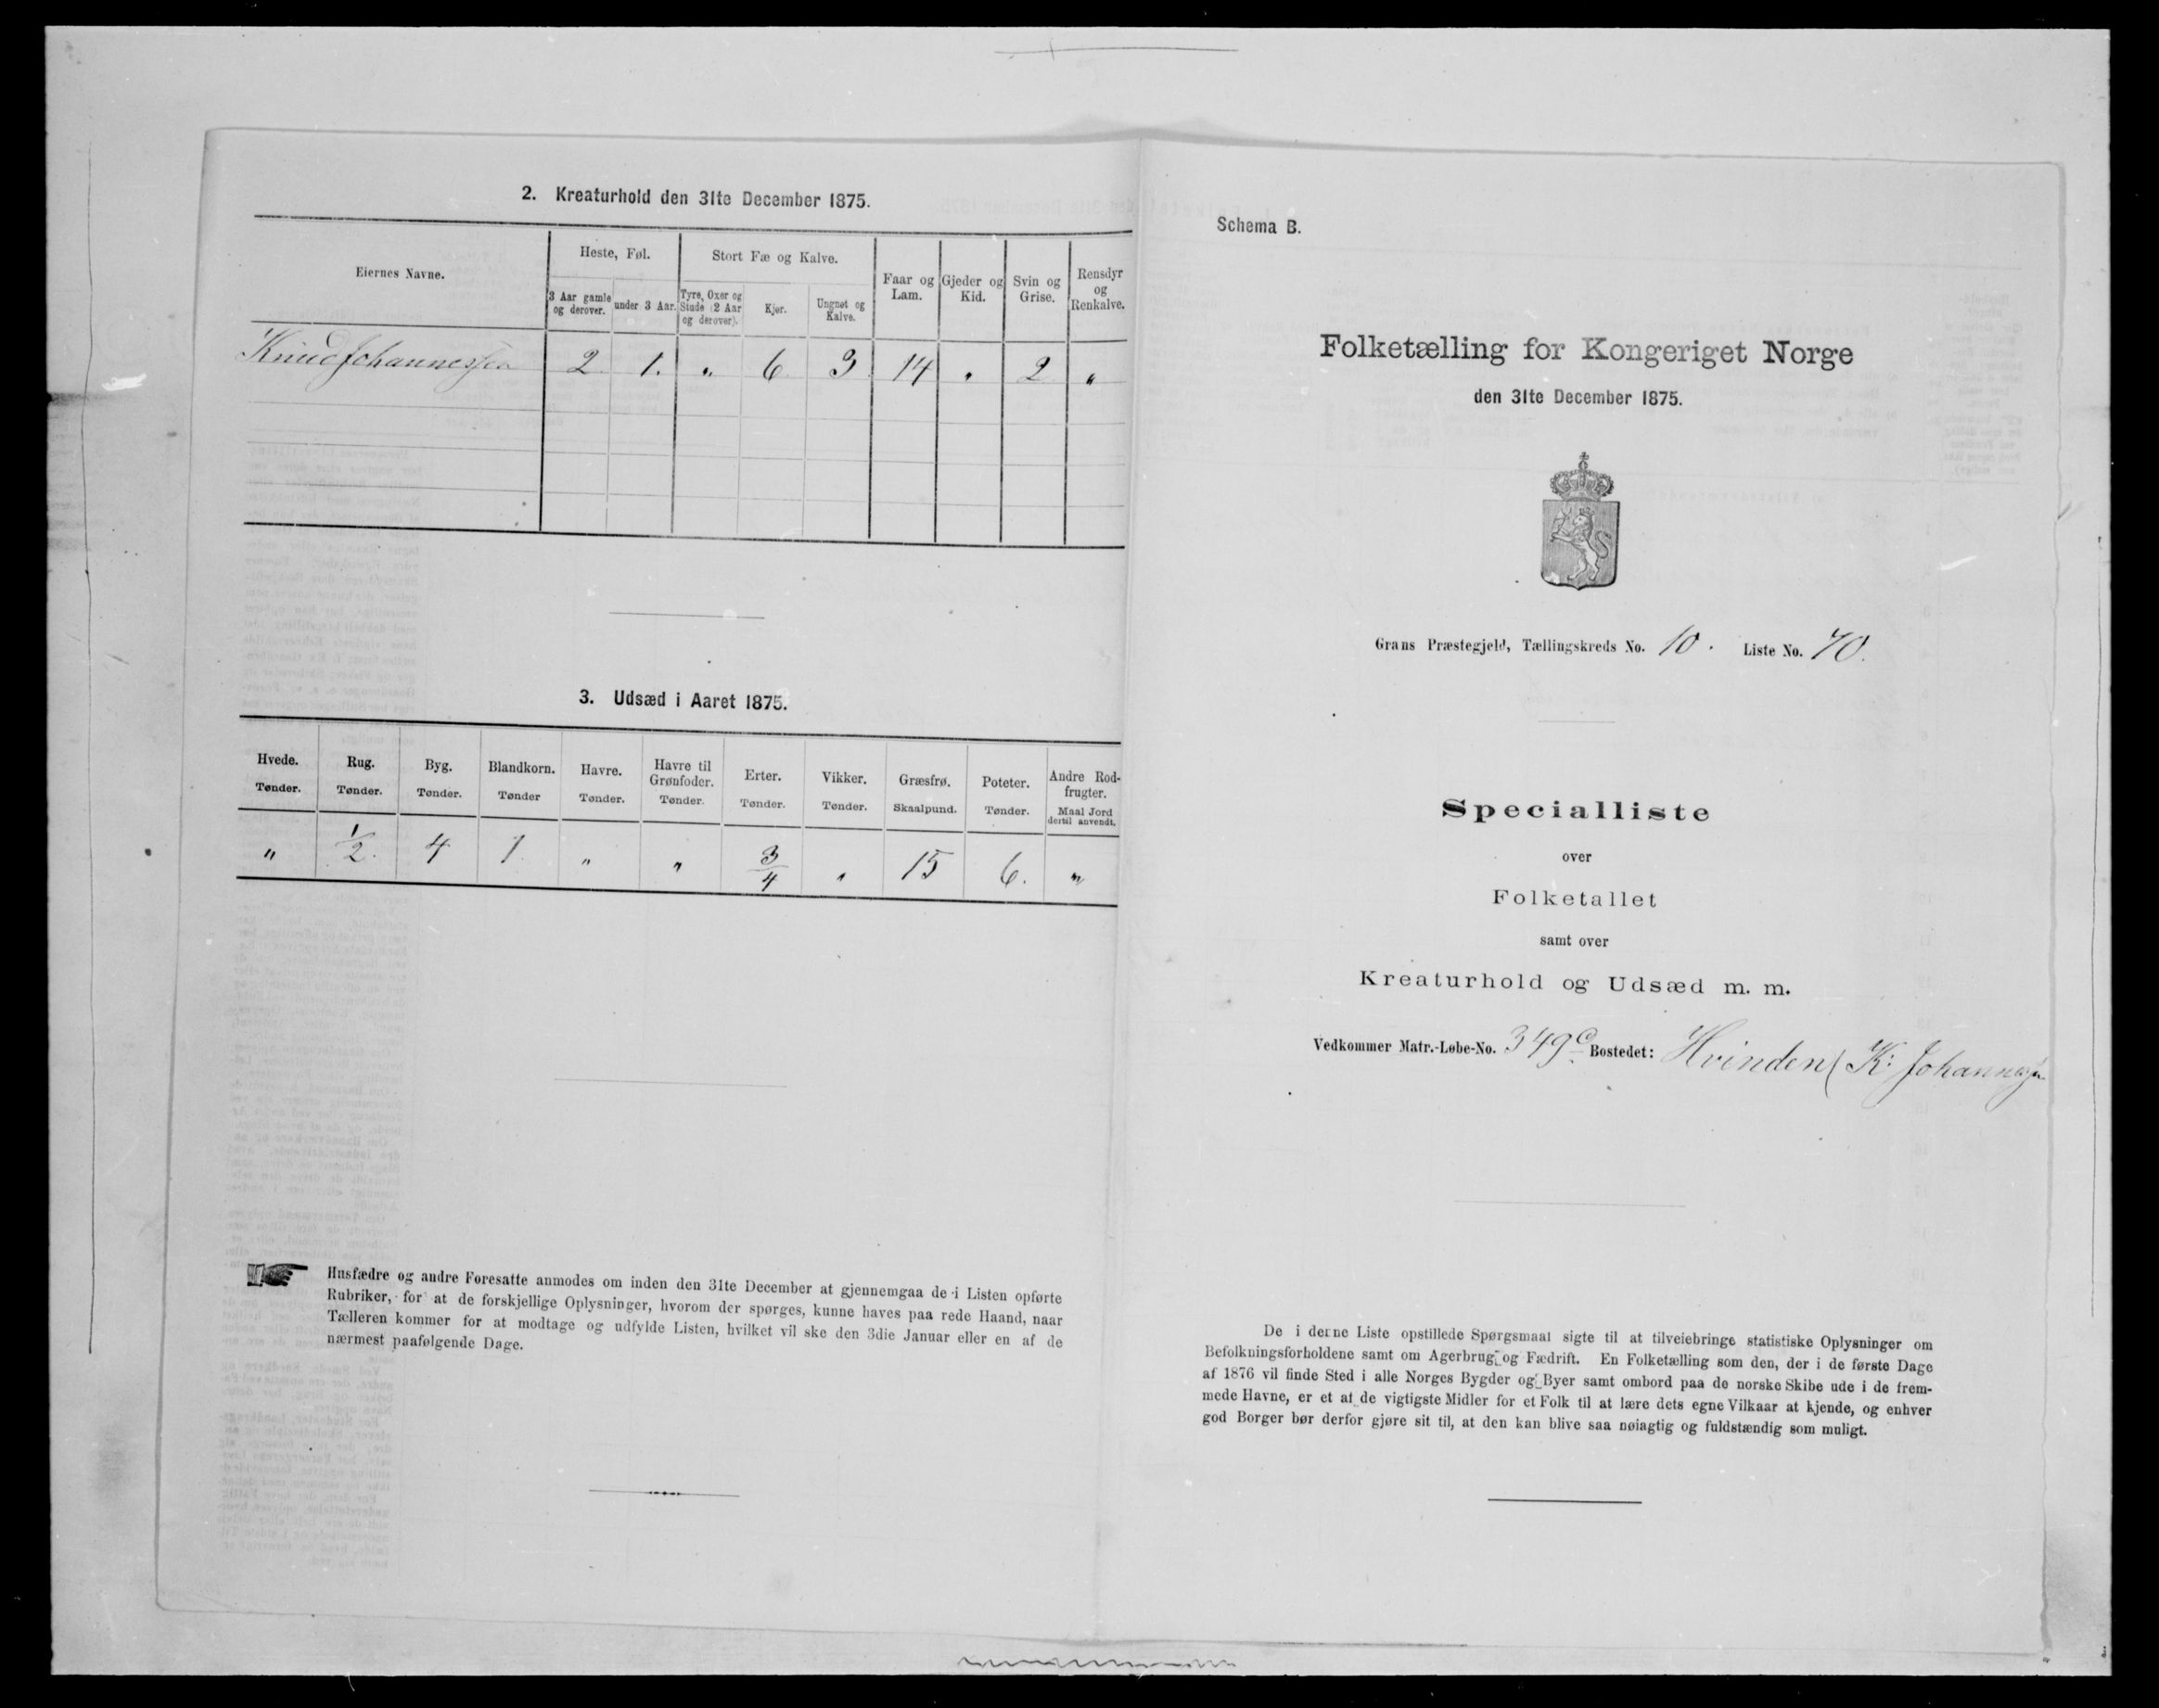 2. Kreaturhold den 31te December 1875.
Eiernes Navne.
Heste, Føl.
Stort Fæ og Kalve.
3 Aar gamle og derover.
under 3 Aar.
Tyre, Oxer og Stude (2 Aar og derover).
Kjør.
Ungnøt og Kalve.
Faar og Lam.
Gjeder og Kid.
Svin og Grise.
Rensdyr og Renkalve.
Knud Johannessen 2. 1. " 6. 3 14 " 2 "
3. Udsæd i Aaret 1875.
Hvede. Rug. Byg. Blandkorn. Havre. Havre til Grønfoder. Erter. Vikker. Græsfrø. Poteter. Andre Rodfrugter.
Tønder. Tønder. Tønder. Tønder Tønder. Tønder. Tønder. Tønder. Skaalpund. Tønder. Maal Jord dertil anvendt.
" 1/2. 4 1. " " 3/4 " 15 6. "
Husfædre og andre Foresatte anmodes om inden den 31te December at gjennemgaa de i Listen opførte
Rubriker, for at de forskjellige Oplysninger, hvorom der spørges, kunne haves paa rede Haand, naar
Tælleren kommer for at modtage og udfylde Listen, hvilket vil ske den 3die Januar eller en af de
nærmest paafølgende Dage.
Schema B.
Folketælling for Kongeriget Norge
den 31te December 1875.
Grans Præstegjeld, Tællingskreds No. 10. Liste No. 70.
Specialliste
over
Folketallet
samt over
Kreaturhold og Udsæd m. m.
Vedkommer Matr.-Løbe-No. 349c Bostedet: Hvinden (K: Johannessen
De i denne Liste opstillede Spørgsmaal sigte til at tilveiebringe statistiske Oplysninger om
Befolkningsforholdene samt om Agerbrug og Fædrift. En Folketælling som den, der i de første Dage
af 1876 vil finde Sted i alle Norges Bygder og Byer samt ombord paa de norske Skibe ude i de frem-
mede Havne, er et af de vigtigste Midler for et Folk til at lære dets egne Vilkaar at kjende, og enhver
god Borger bør derfor gjøre sit til, at den kan blive saa nøiagtig og fuldstændig som muligt.